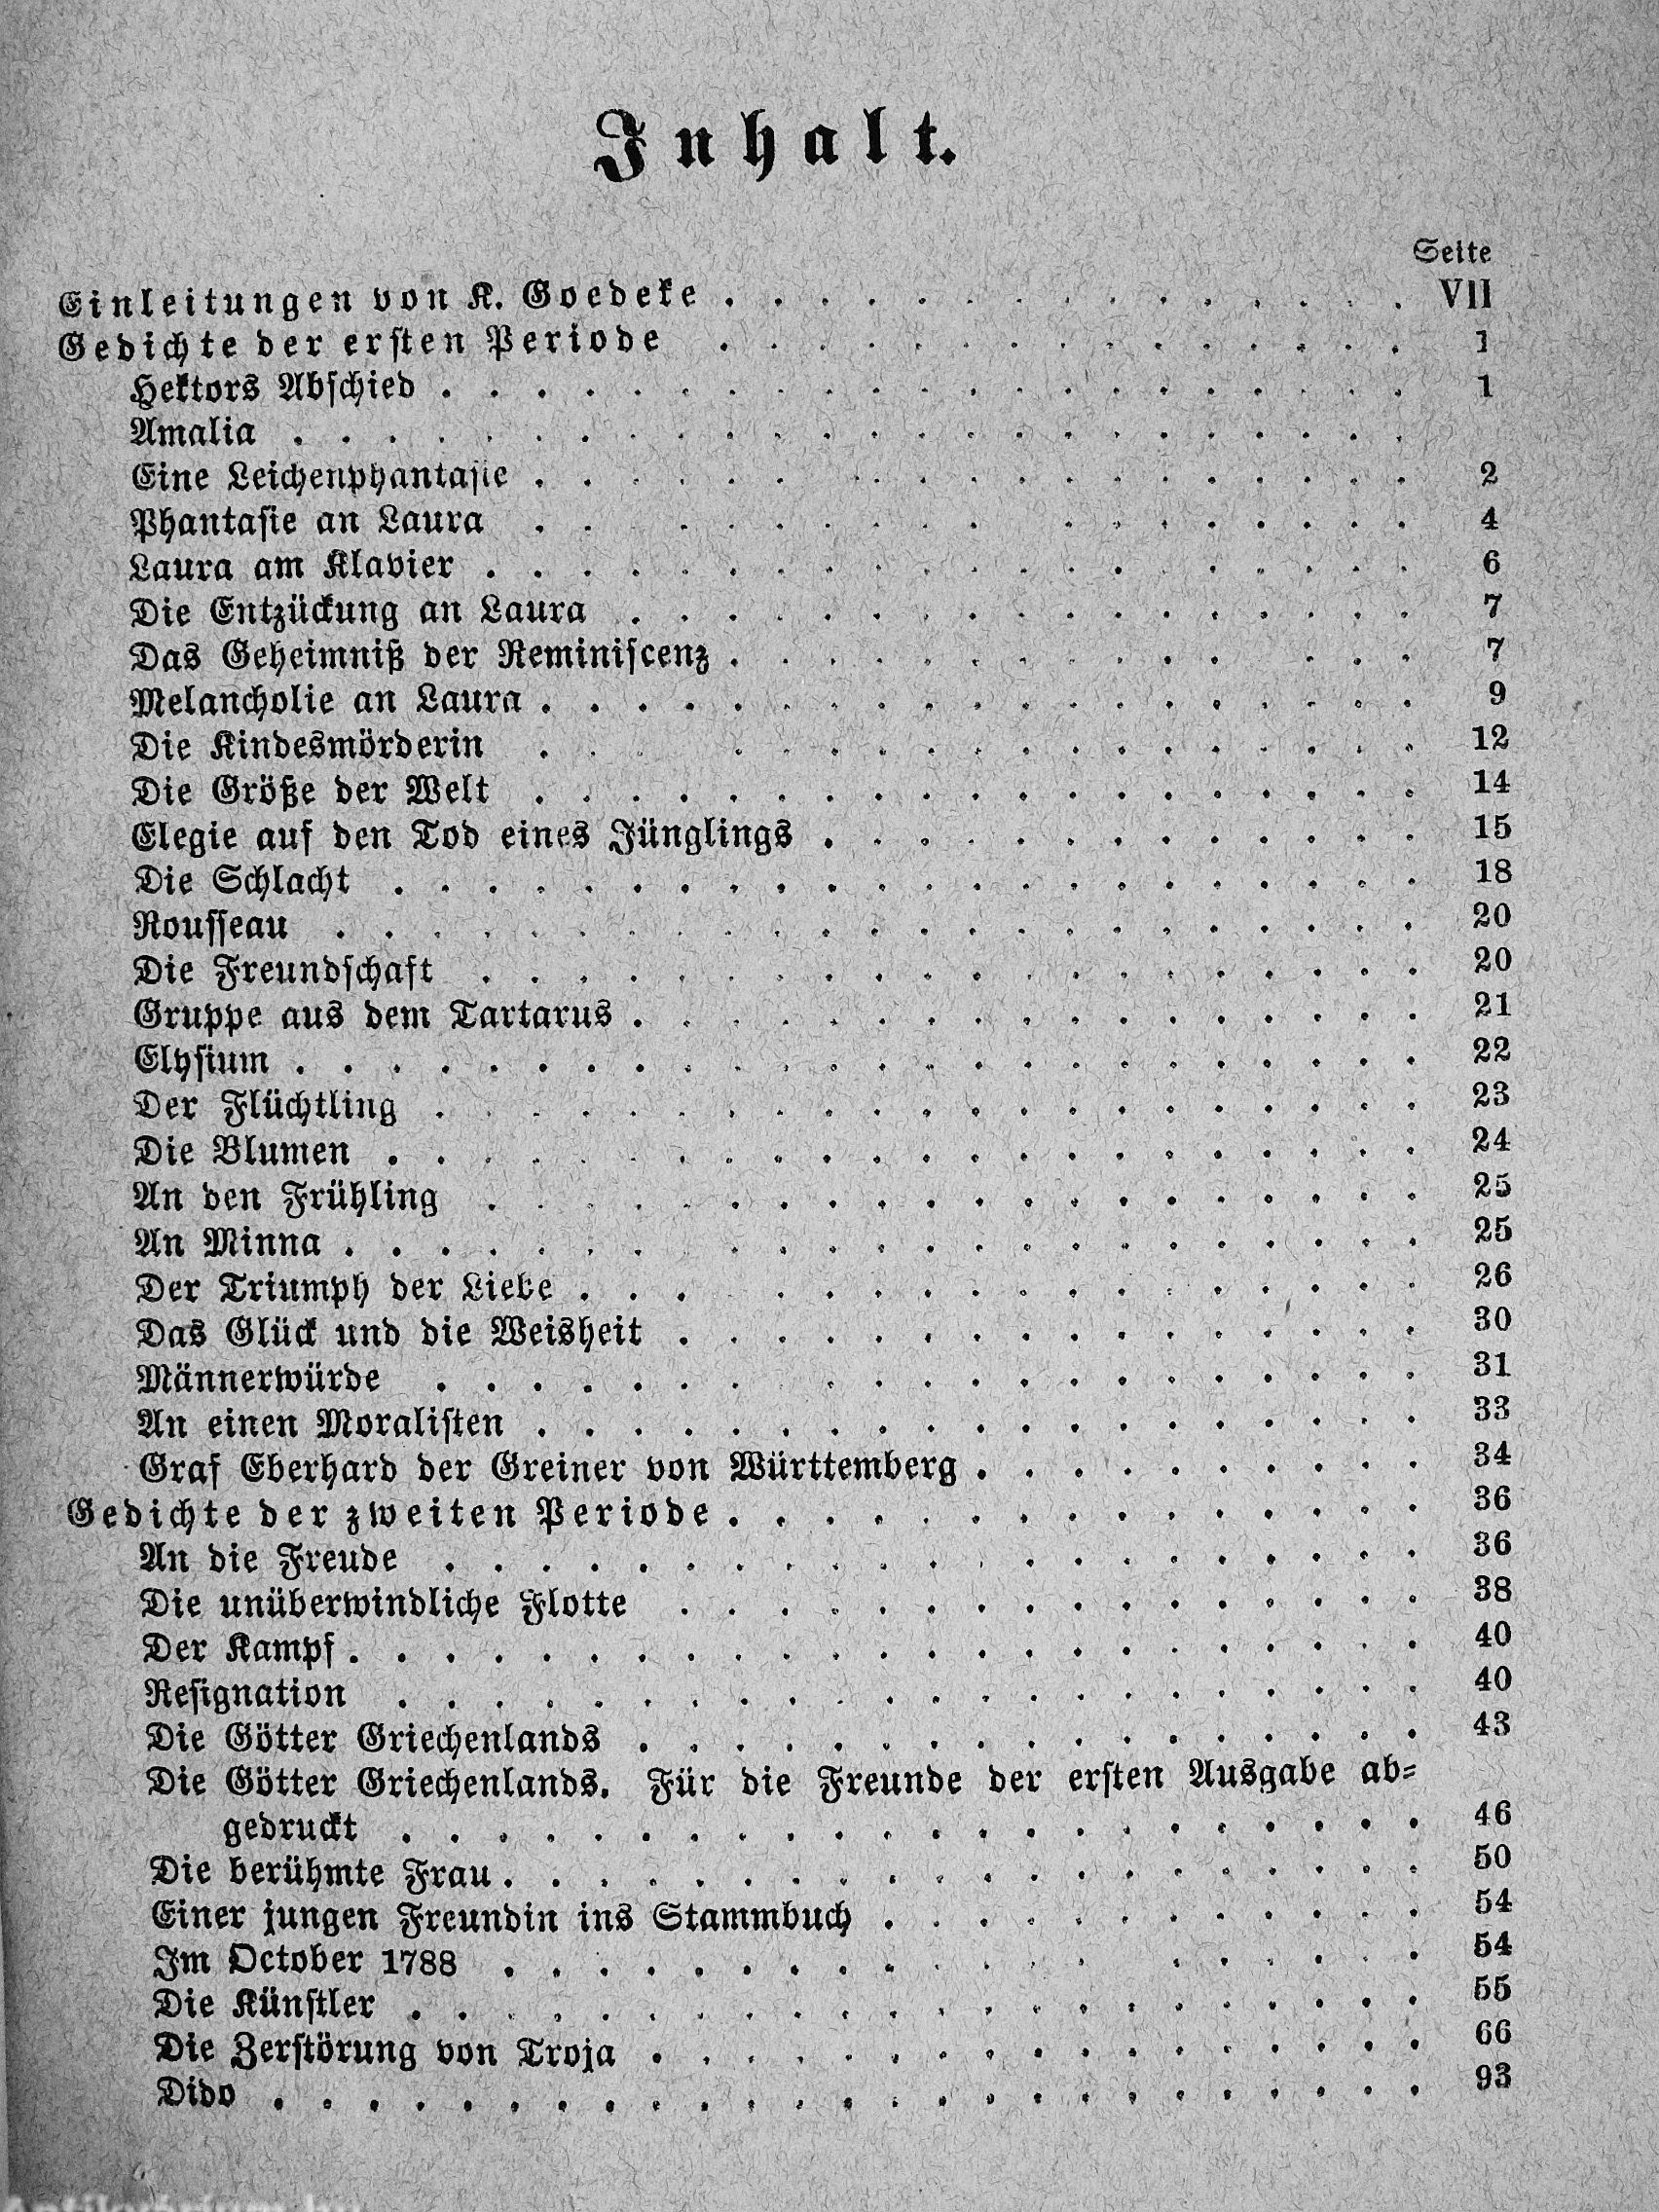 Inhalt.
Seite
Einleitungen von K. Goedeke . . . . . . . . . . . . . . . VII
Gedichte der ersten Periode . . . . . . . . . . . . . . . 1
Hektors Abschied . . . . . . . . . . . . . . . . . . . . . 1
Amalia . . . . . . . . . . . . . . . . . . . . . . . .
Eine Leichenphantasie . . . . . . . . . . . . . . . . . . 2
Phantasie an Laura . . . . . . . . . . . . . . . . . . 4
Laura am Klavier . . . . . . . . . . . . . . . . . . . 6
Die Entzückung an Laura . . . . . . . . . . . . . . . . . 7
Das Geheimniß der Reminiscenz . . . . . . . . . . . . . . 7
Melancholie an Laura . . . . . . . . . . . . . . . . . . . 9
Die Kindesmörderin . . . . . . . . . . . . . . . . . . 12
Die Größe der Welt . . . . . . . . . . . . . . . . . . . 14
Elegie auf den Tod eines Jünglings . . . . . . . . . . . . . 15
Die Schlacht . . . . . . . . . . . . . . . . . . . . . . 18
Rousseau . . . . . . . . . . . . . . . . . . . . . . . 20
Die Freundschaft . . . . . . . . . . . . . . . . . . . . 20
Gruppe aus dem Tartarus . . . . . . . . . . . . . . . . . 21
Elysium . . . . . . . . . . . . . . . . . . . . . . . . 22
Der Flüchtling . . . . . . . . . . . . . . . . . . . . . 23
Die Blumen . . . . . . . . . . . . . . . . . . . . . . 24
An den Frühling . . . . . . . . . . . . . . . . . . . . 25
An Minna . . . . . . . . . . . . . . . . . . . . . . 25
Der Triumph der Liebe . . . . . . . . . . . . . . . . . 26
Das Glück und die Weisheit . . . . . . . . . . . . . . . . 30
Männerwürde . . . . . . . . . . . . . . . . . . . . . 31
An einen Moralisten . . . . . . . . . . . . . . . . . . . 33
Graf Eberhard der Greiner von Württemberg . . . . . . . . . . 34
Gedichte der zweiten Periode . . . . . . . . . . . . . . . 36
An die Freude . . . . . . . . . . . . . . . . . . . . . 36
Die unüberwindliche Flotte . . . . . . . . . . . . . . . . 38
Der Kampf . . . . . . . . . . . . . . . . . . . . . . . 40
Resignation . . . . . . . . . . . . . . . . . . . . . . 40
Die Götter Griechenlands . . . . . . . . . . . . . . . . . 43
Die Götter Griechenlands. Für die Freunde der ersten Ausgabe ab-
gedruckt . . . . . . . . . . . . . . . . . . . . . . 46
Die berühmte Frau . . . . . . . . . . . . . . . . . . . . 50
Einer jungen Freundin ins Stammbuch . . . . . . . . . . . . 54
Im October 1788 . . . . . . . . . . . . . . . . . . . 54
Die Künstler . . . . . . . . . . . . . . . . . . . . . . 55
Die Zerstörung von Troja . . . . . . . . . . . . . . . . . 66
Dido . . . . . . . . . . . . . . . . . . . . . . . . 93